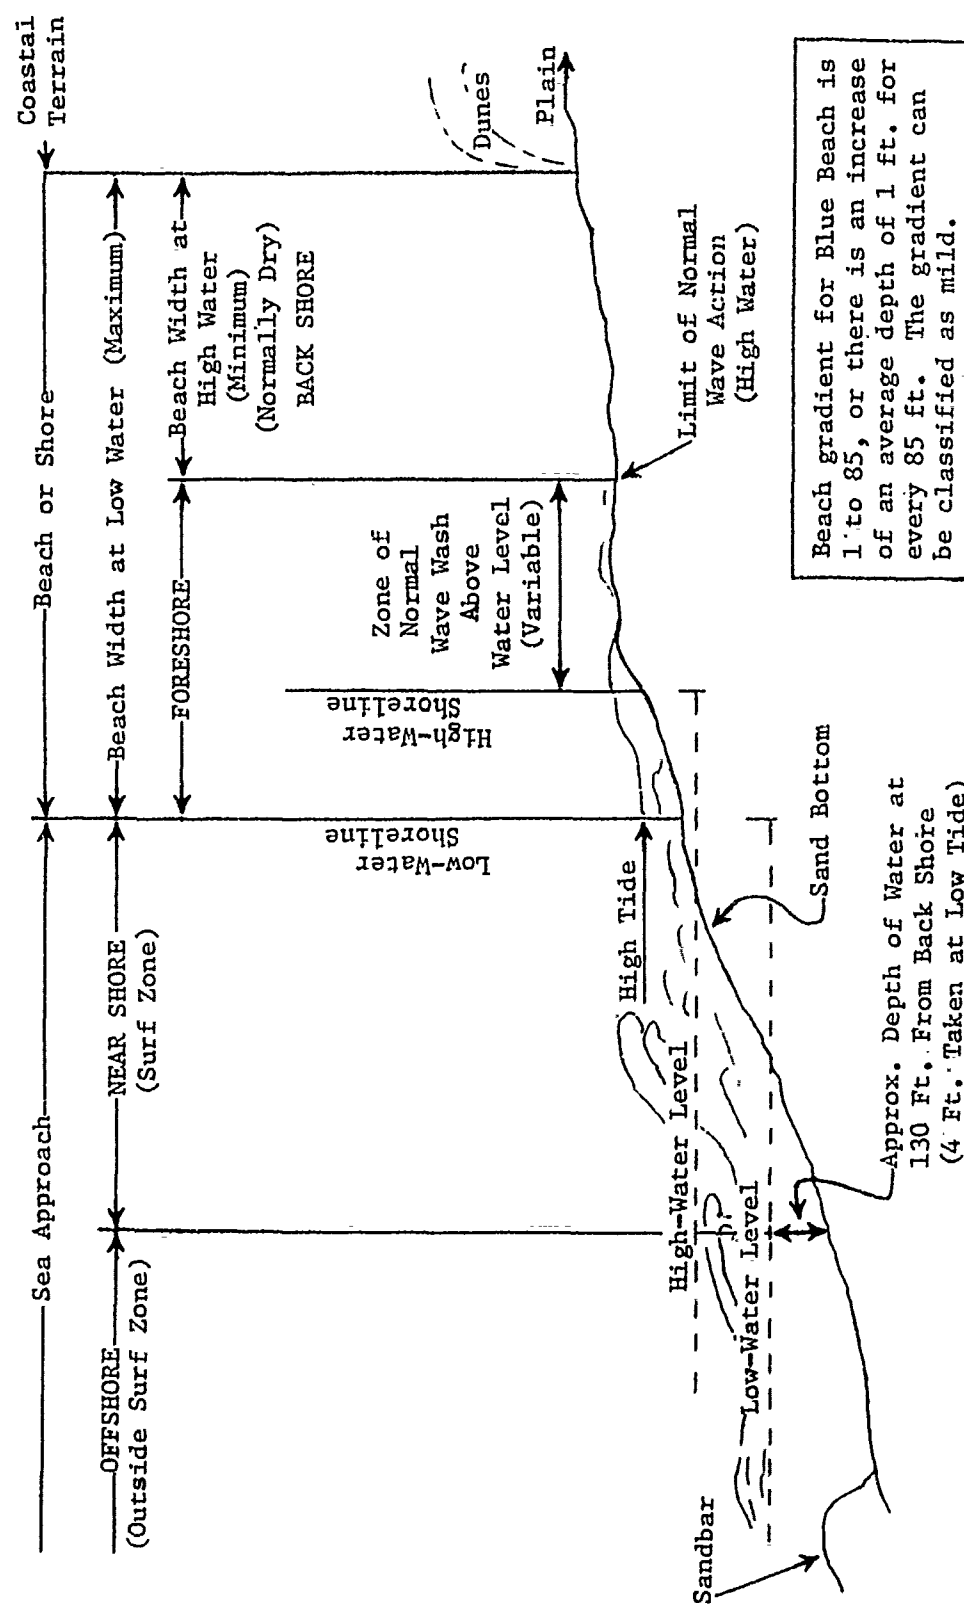 Sea Approach
Beach or Shore
Coastal
Terrain
OFFSHORE
(Outside Surf Zone)
NEAR SHORE
(Surf Zone)
Beach Width at Low Water (Maximum)
FORESHORE
Beach Width at
High Water
(Minimum)
(Normally Dry)
BACK SHORE
Low-Water
Shoreline
High-Water
Shoreline
Zone of
Normal
Wave Wash
Above
Water Level
(Variable)
Dunes
Plain
High Tide
High-Water Level
Low-Water Level
Limit of Normal
Wave Action
(High Water)
Sandbar
Sand Bottom
Approx. Depth of Water at
130 Ft. From Back Shore
(4 Ft. Taken at Low Tide)
Beach gradient for Blue Beach is
1 to 85, or there is an increase
of an average depth of 1 ft. for
every 85 ft. The gradient can
be classified as mild.